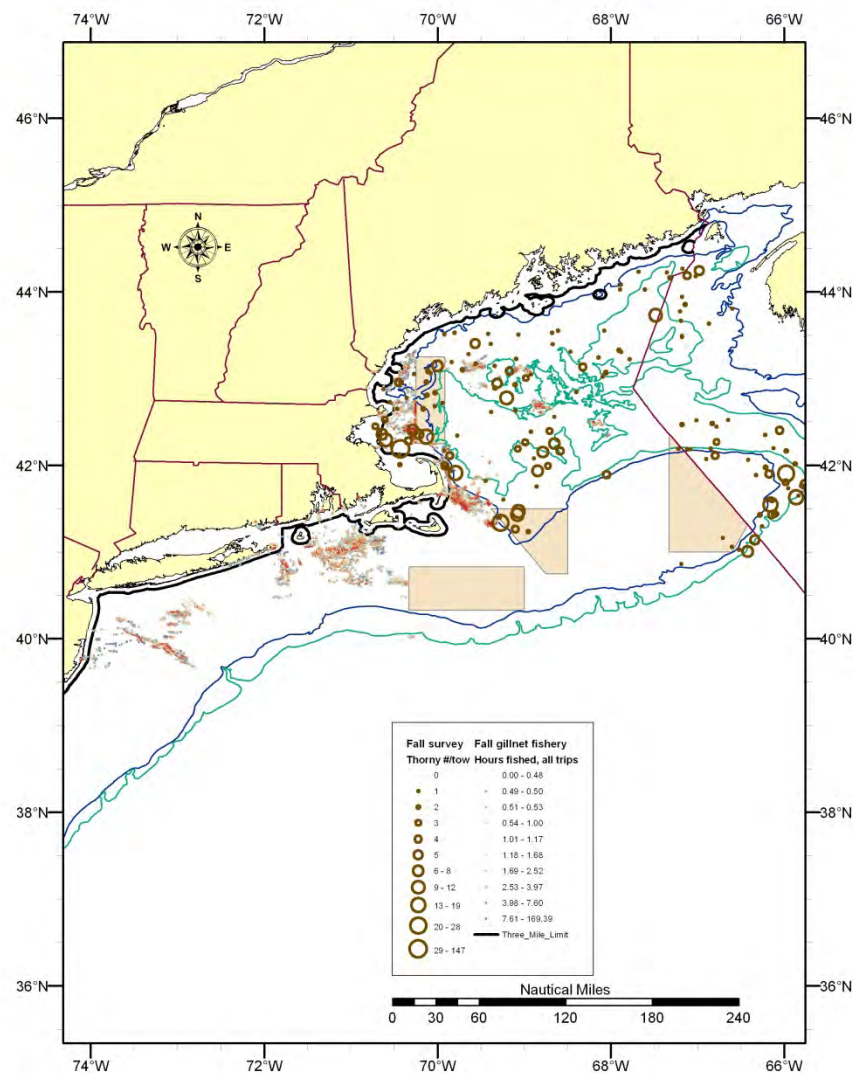 74°W 72°W 70°W 68°W 66°W
46°N 46°N
N
W E
S
44°N 44°N
42°N 42°N
40°N 40°N
Fall survey Fall gillnet fishery
Thorny #/tow Hours fished, all trips
0 0.00 - 0.48
1 0.49 - 0.50
2 0.51 - 0.53
3 0.54 - 1.00
4 1.01 - 1.17
5 1.18 - 1.68
6 - 8 1.69 - 2.52
9 - 12 2.53 - 3.97
13 - 19 3.98 - 7.60
20 - 28 7.61 - 169.39
29 - 147 Three_Mile_Limit
38°N 38°N
36°N 36°N
Nautical Miles
0 30 60 120 180 240
74°W 72°W 70°W 68°W 66°W